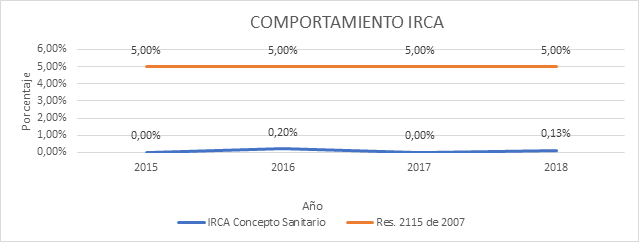 COMPORTAMIENTO IRCA
Porcentaje
6,00%
5,00%
4,00%
3,00%
2,00%
1,00%
0,00%
5,00% 5,00% 5,00% 5,00%
0,00% 0,20% 0,00% 0,13%
2015 2016 2017 2018
Año
IRCA Concepto Sanitario Res. 2115 de 2007